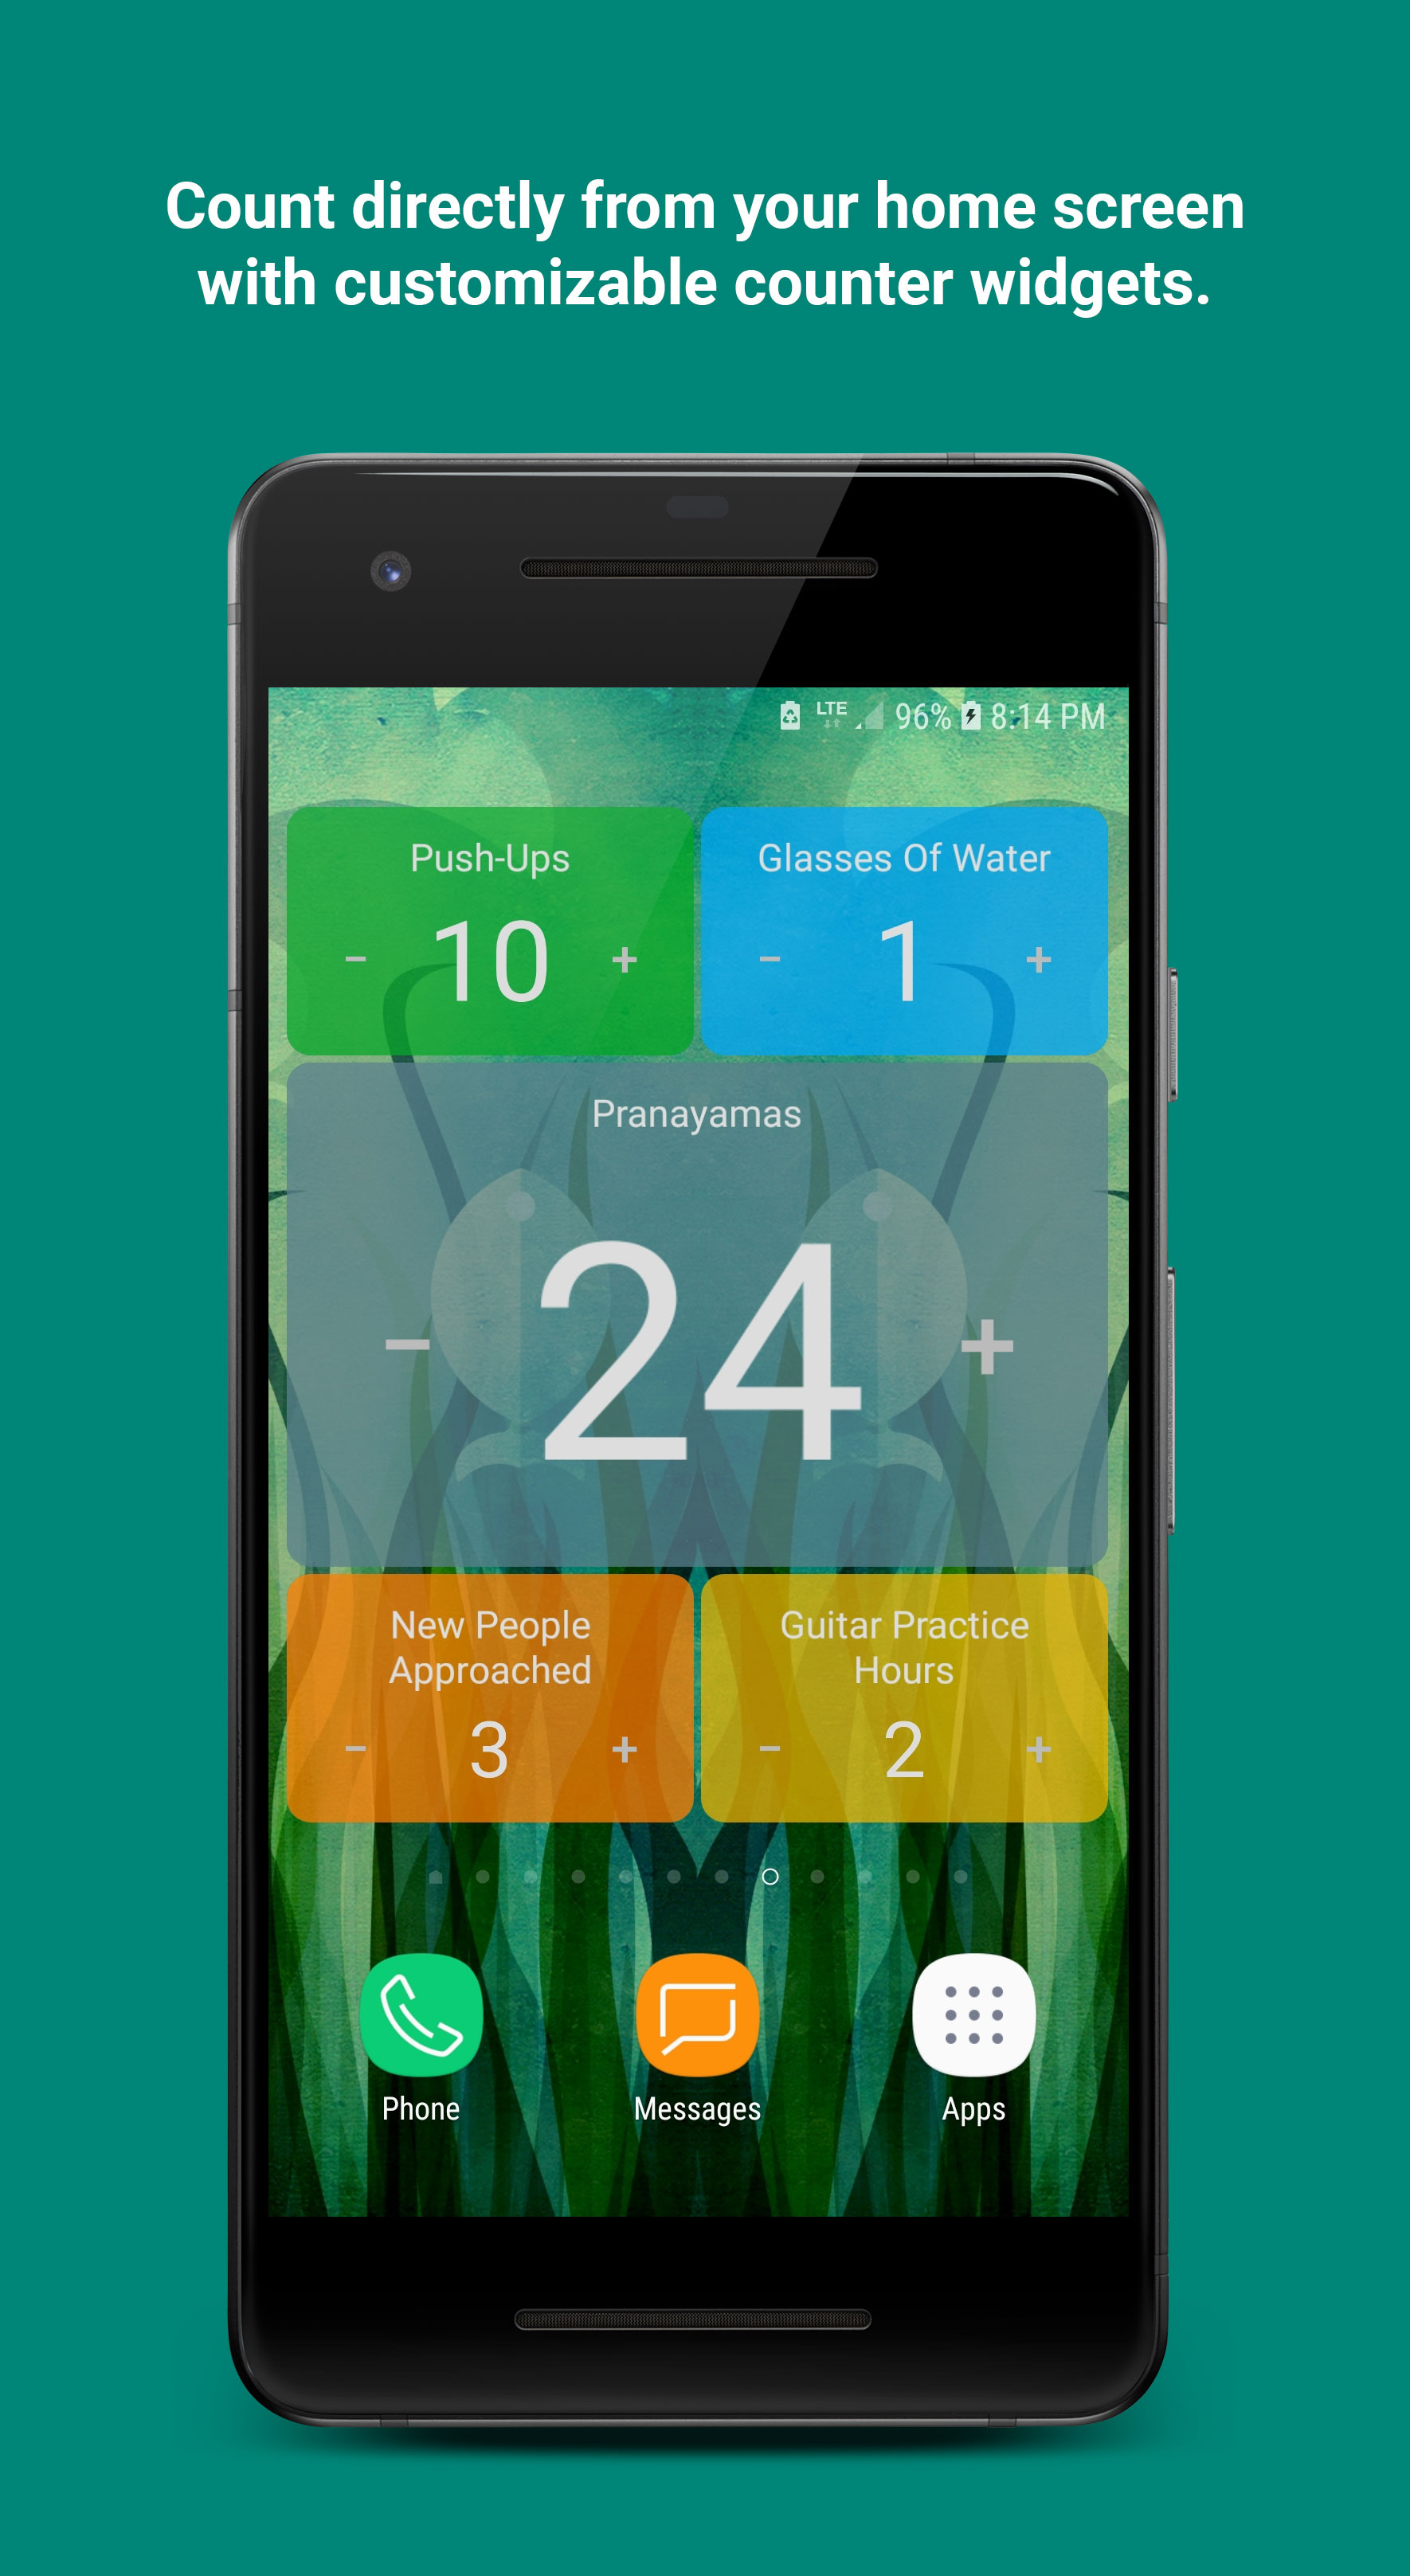 Count directly from your home screen
with customizable counter widgets.
LTE 96% 8:14 PM
Push-Ups
- 10 +
Glasses Of Water
- 1 +
Pranayamas
- 24 +
New People
Approached
- 3 +
Guitar Practice
Hours
- 2 +
Phone
Messages
Apps